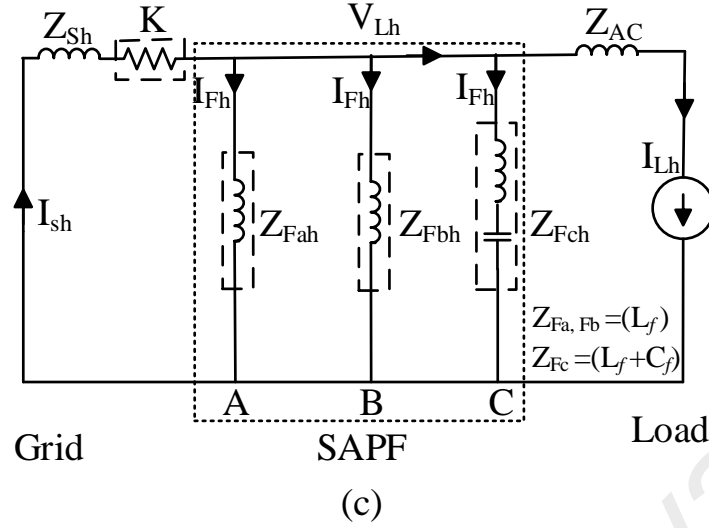 Z_Sh K V_Lh Z_AC
I_Fh I_Fh I_Fh
I_sh Z_Fah Z_Fbh Z_Fch I_Lh
Z_Fa, Fb =(L_f)
Z_Fc =(L_f+C_f)
A B C
Grid SAPF Load
(c)